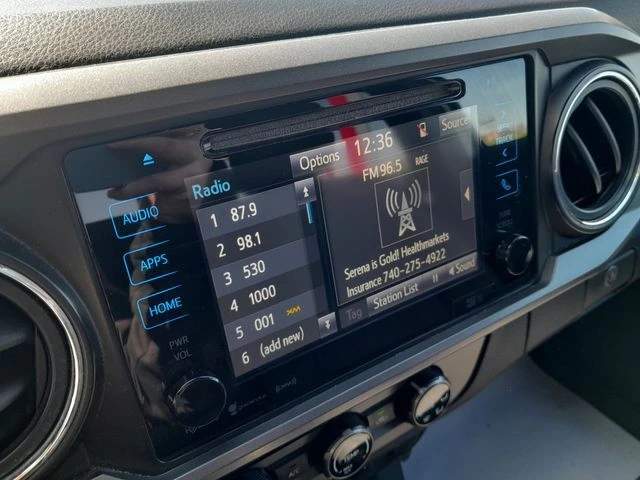 Options
12:36
Source
Radio
FM 96.5
RAGE
1 87.9
2 98.1
3 530
4 1000
5 001
6 (add new)
Serena is Gold! Healthmarkets
Insurance 740-275-4922
Tag
Station List
Sound
AUDIO
APPS
HOME
PWR
VOL
TRACK
A/C